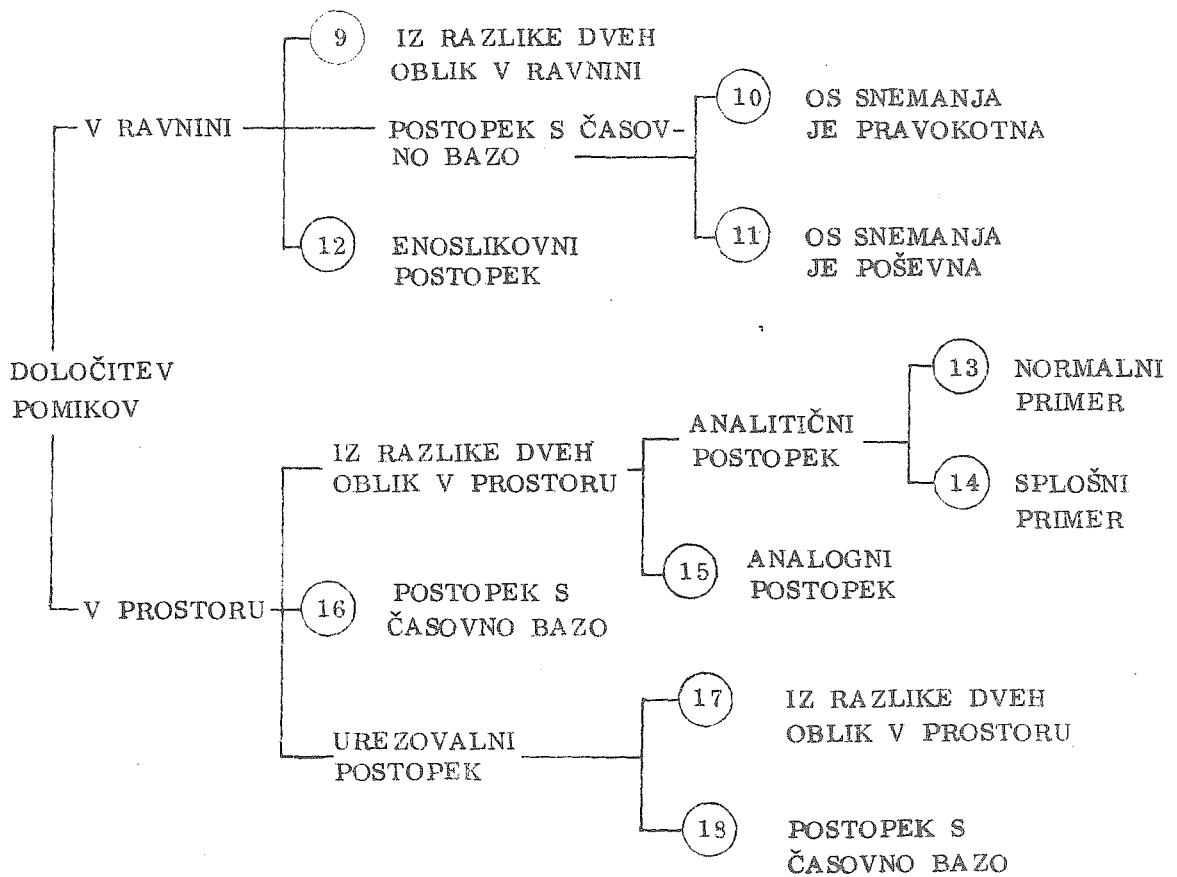 9
IZ RAZLIKE DVEH
OBLIK V RAVNINI
V RAVNINI
POSTOPEK S ČASOV-
NO BAZO
10
OS SNEMANJA
JE PRAVOKOTNA
11
OS SNEMANJA
JE POŠEVNA
12
ENOSLIKOVNI
POSTOPEK
DOLOČITEV
POMIKOV
IZ RAZLIKE DVEH
OBLIK V PROSTORU
ANALITIČNI
POSTOPEK
13
NORMALNI
PRIMER
14
SPLOŠNI
PRIMER
15
ANALOGNI
POSTOPEK
V PROSTORU
16
POSTOPEK S
ČASOVNO BAZO
UREZOVALNI
POSTOPEK
17
IZ RAZLIKE DVEH
OBLIK V PROSTORU
18
POSTOPEK S
ČASOVNO BAZO